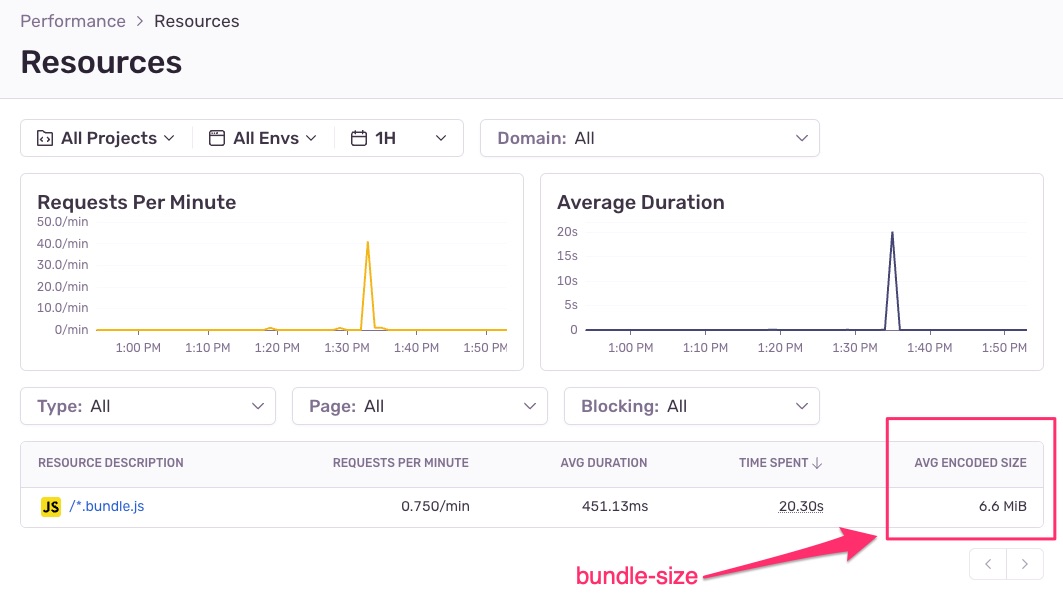 Performance > Resources
Resources
All Projects All Envs 1H Domain: All
Requests Per Minute
50.0/min
40.0/min
30.0/min
20.0/min
10.0/min
0/min
1:00 PM 1:10 PM 1:20 PM 1:30 PM 1:40 PM 1:50 PM
Average Duration
20s
15s
10s
5s
0
1:00 PM 1:10 PM 1:20 PM 1:30 PM 1:40 PM 1:50 PM
Type: All Page: All Blocking: All
RESOURCE DESCRIPTION REQUESTS PER MINUTE AVG DURATION TIME SPENT ↓ AVG ENCODED SIZE
JS /*.bundle.js 0.750/min 451.13ms 20.30s 6.6 MiB
bundle-size